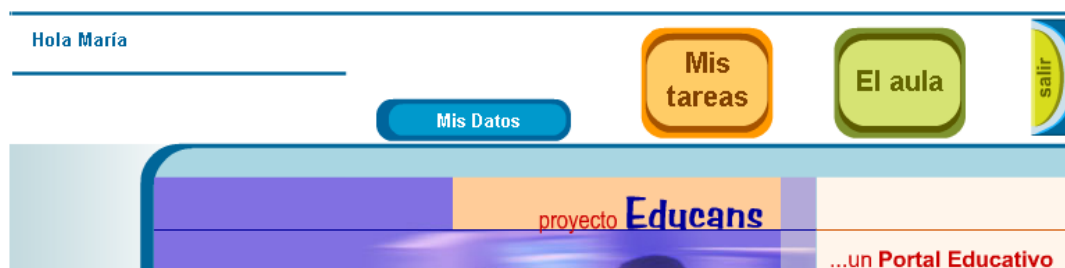 Hola María
Mis
tareas
El aula
salir
Mis Datos
proyecto Educans
...un Portal Educativo